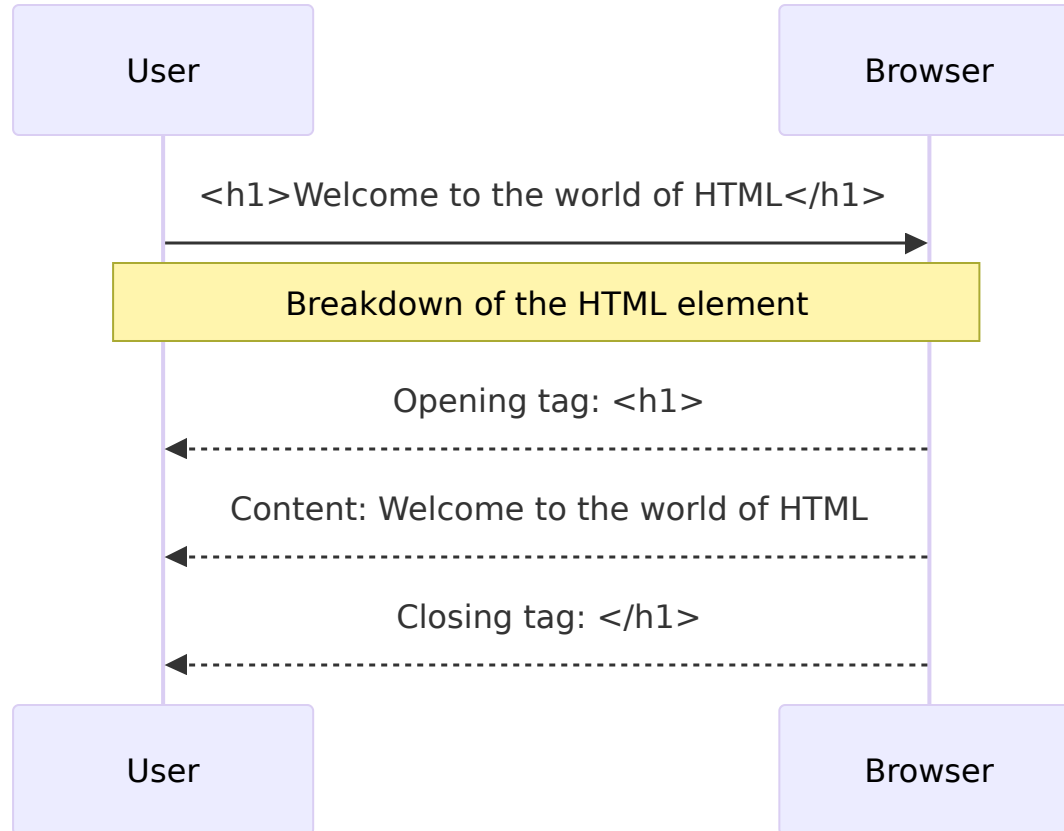 User
Browser
<h1>Welcome to the world of HTML</h1>
Breakdown of the HTML element
Opening tag: <h1>
Content: Welcome to the world of HTML
Closing tag: </h1>
User
Browser